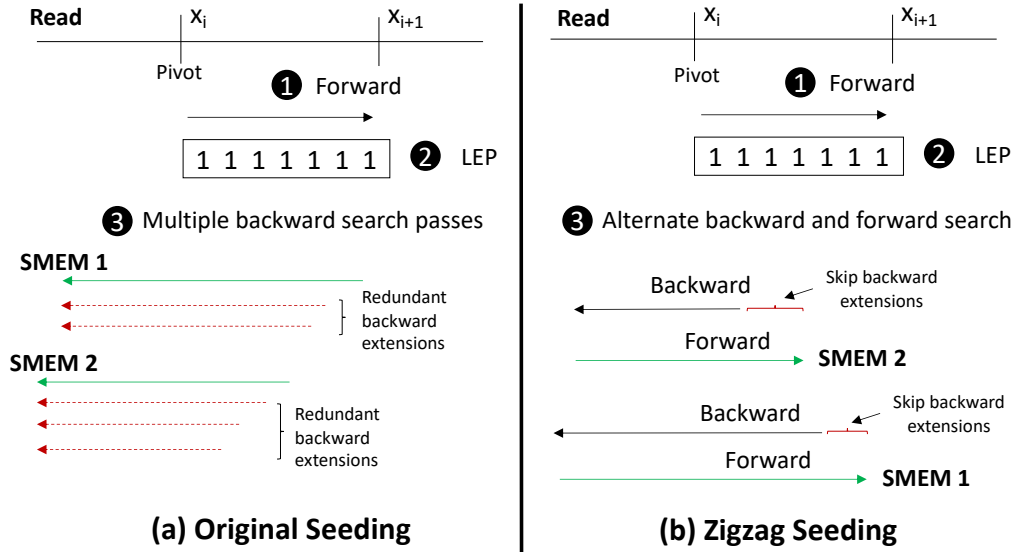 Read
Xi
Xi+1
Pivot
1 Forward
1 1 1 1 1 1 1
2 LEP
3 Multiple backward search passes
SMEM 1
Redundant
backward
extensions
SMEM 2
Redundant
backward
extensions
(a) Original Seeding
Read
Xi
Xi+1
Pivot
1 Forward
1 1 1 1 1 1 1
2 LEP
3 Alternate backward and forward search
Backward
Skip backward
extensions
Forward
SMEM 2
Backward
Skip backward
extensions
Forward
SMEM 1
(b) Zigzag Seeding